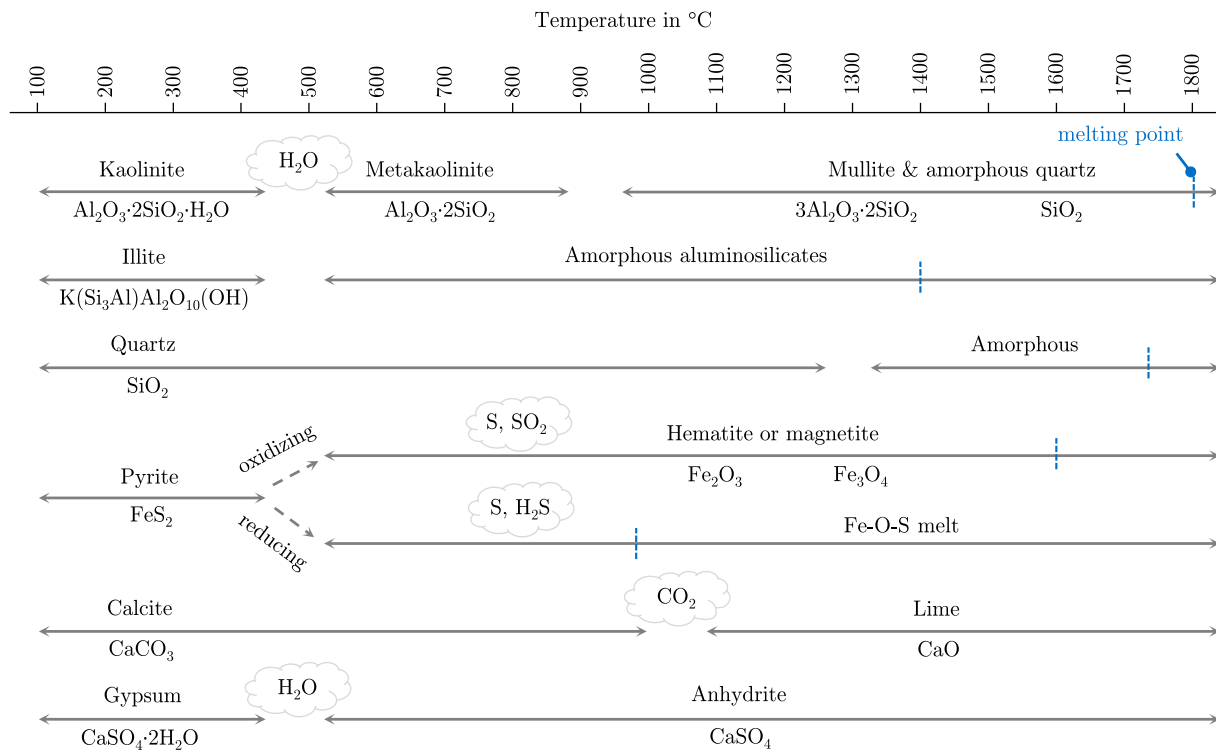 Temperature in °C
100 200 300 400 500 600 700 800 900 1000 1100 1200 1300 1400 1500 1600 1700 1800
melting point
Kaolinite H₂O Metakaolinite Mullite & amorphous quartz
Al₂O₃·2SiO₂·H₂O Al₂O₃·2SiO₂ 3Al₂O₃·2SiO₂ SiO₂
Illite Amorphous aluminosilicates
K(Si₃Al)Al₂O₁₀(OH)
Quartz Amorphous
SiO₂
oxidizing S, SO₂ Hematite or magnetite
Fe₂O₃ Fe₃O₄
Pyrite
FeS₂
reducing S, H₂S Fe-O-S melt
CO₂
Calcite Lime
CaCO₃ CaO
Gypsum H₂O Anhydrite
CaSO₄·2H₂O CaSO₄